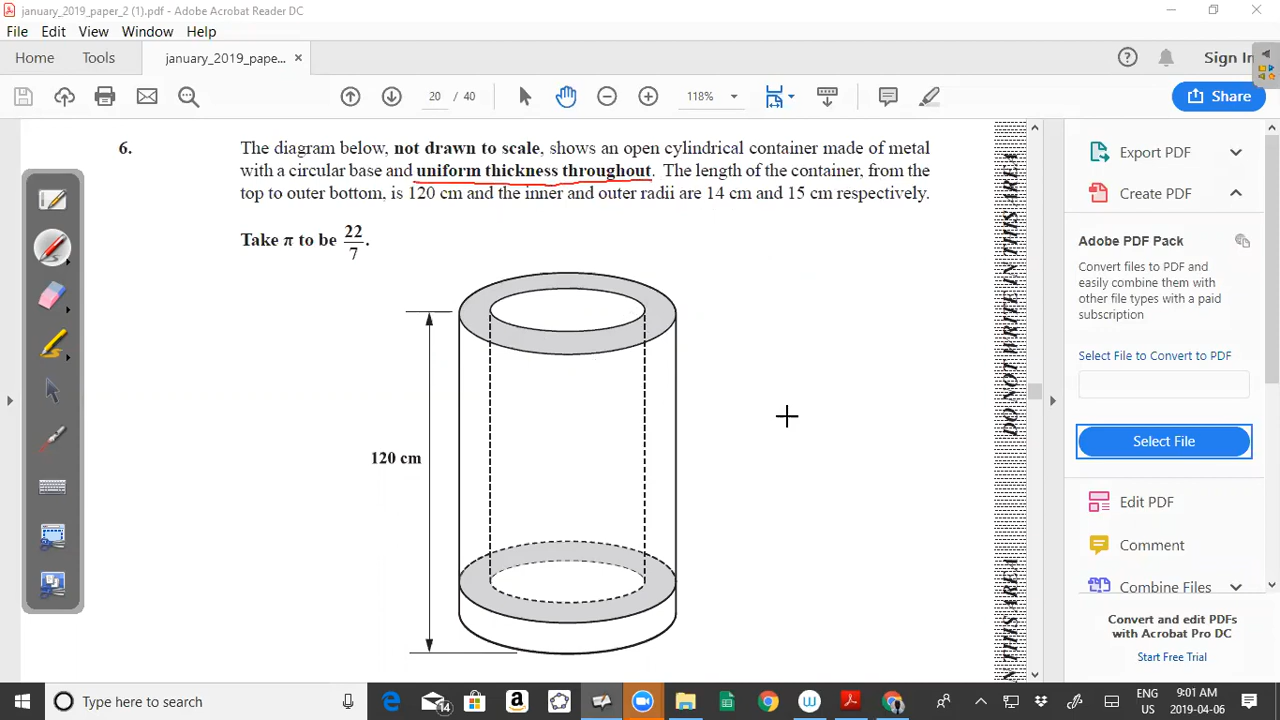 january_2019_paper_2 (1).pdf - Adobe Acrobat Reader DC
File Edit View Window Help
Home Tools january_2019_pape... × Sign In
20 / 40 118% Share
6. The diagram below, not drawn to scale, shows an open cylindrical container made of metal
with a circular base and uniform thickness throughout. The length of the container, from the
top to outer bottom, is 120 cm and the inner and outer radii are 14 cm and 15 cm respectively.
Take π to be 22/7.
120 cm
Export PDF
Create PDF
Adobe PDF Pack
Convert files to PDF and
easily combine them with
other file types with a paid
subscription
Select File to Convert to PDF
Select File
Edit PDF
Comment
Combine Files
Convert and edit PDFs
with Acrobat Pro DC
Start Free Trial
Type here to search
14
ENG
US
9:01 AM
2019-04-06